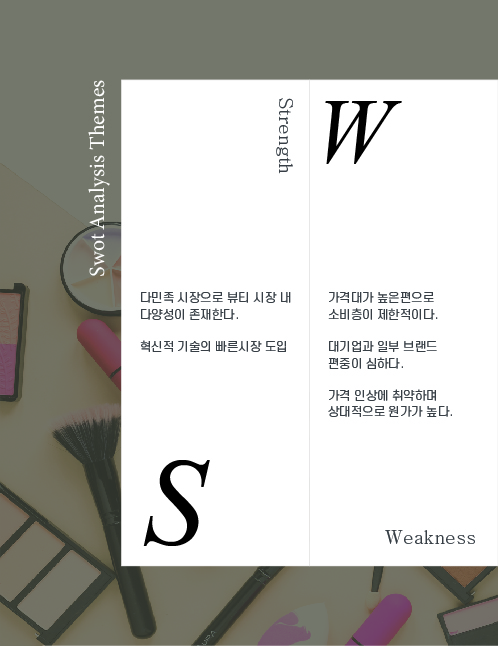 Swot Analysis Themes
Strength
다민족 시장으로 뷰티 시장 내
다양성이 존재한다.
혁신적 기술의 빠른시장 도입
S
W
가격대가 높은편으로
소비층이 제한적이다.
대기업과 일부 브랜드
편중이 심하다.
가격 인상에 취약하며
상대적으로 원가가 높다.
Weakness